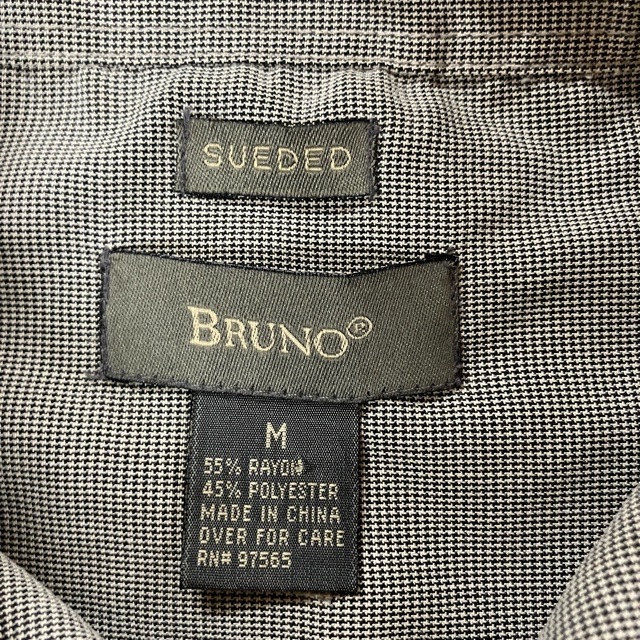 SUEDED
BRUNO®
M
55% RAYON
45% POLYESTER
MADE IN CHINA
OVER FOR CARE
RN# 97565